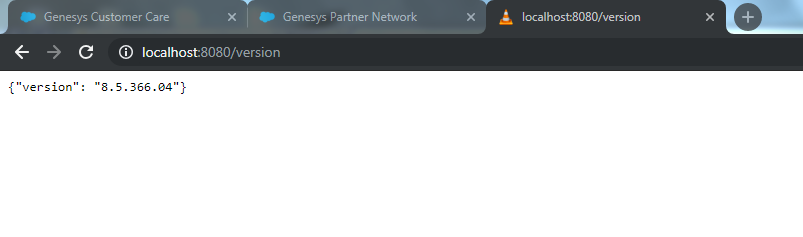 Genesys Customer Care
Genesys Partner Network
localhost:8080/version
localhost:8080/version
{"version": "8.5.366.04"}